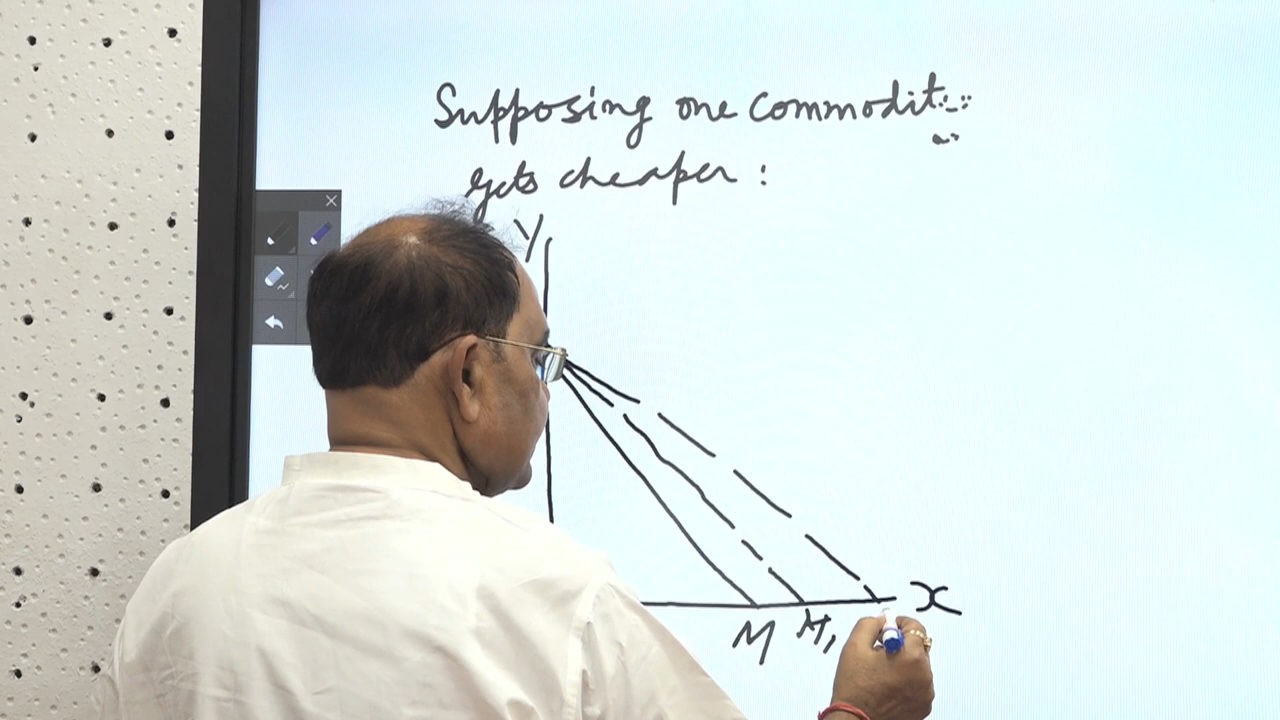 Supposing one commodit
gets cheaper :
Y
X
M M₁